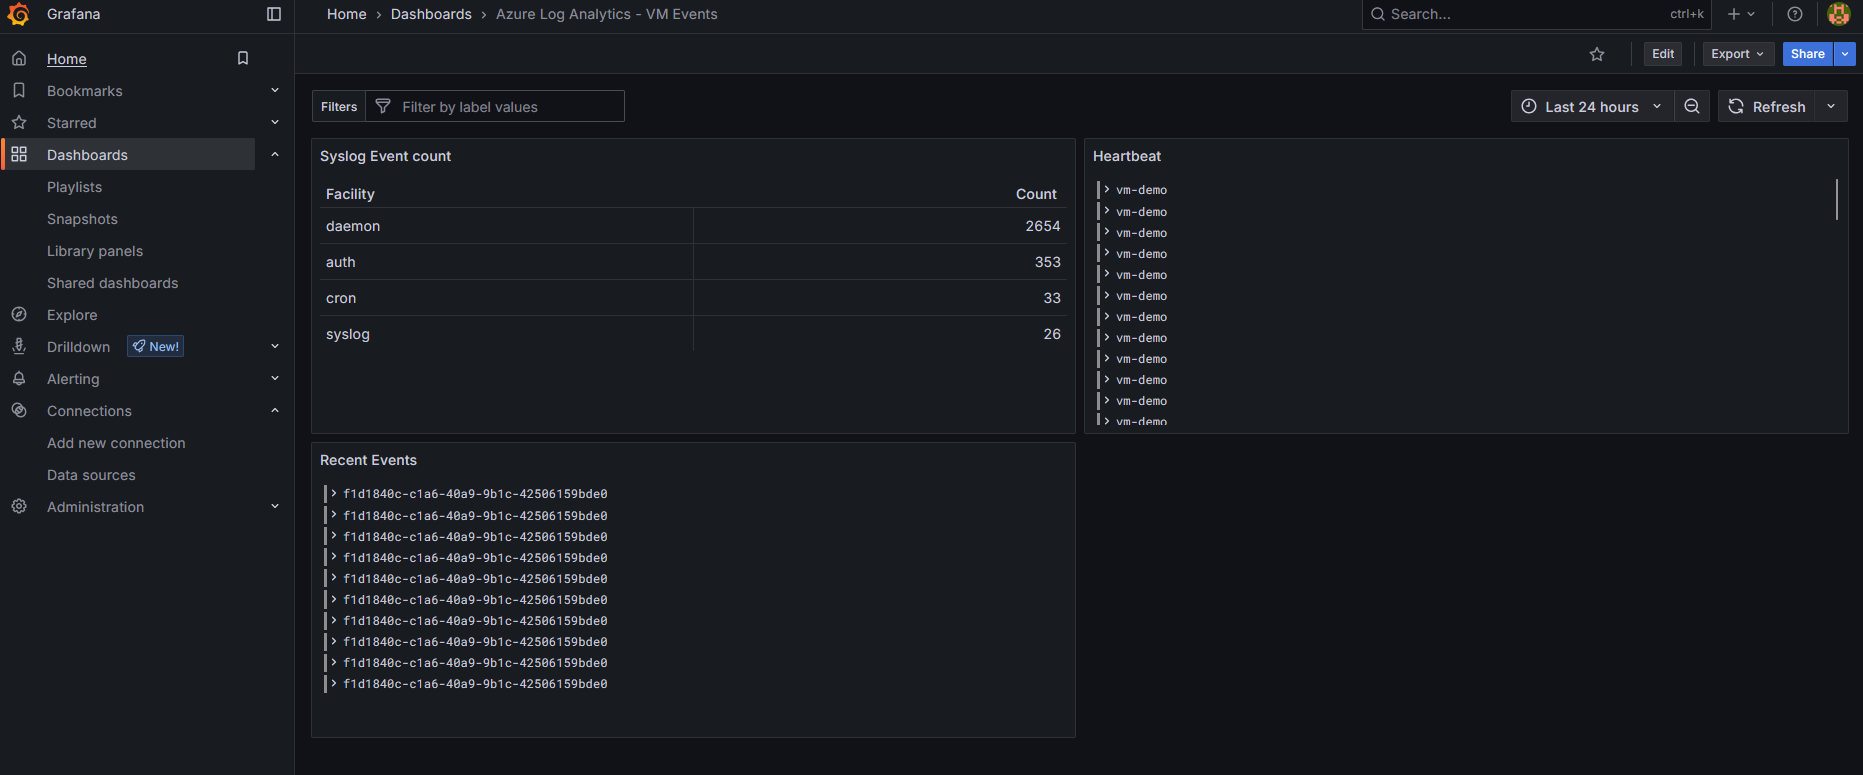 Grafana
Home > Dashboards > Azure Log Analytics - VM Events
Search... ctrl+k
Home
Bookmarks
Starred
Dashboards
Playlists
Snapshots
Library panels
Shared dashboards
Explore
Drilldown New!
Alerting
Connections
Add new connection
Data sources
Administration
Edit Export Share
Filters Filter by label values
Last 24 hours Refresh
Syslog Event count
Facility Count
daemon 2654
auth 353
cron 33
syslog 26
Heartbeat
vm-demo
vm-demo
vm-demo
vm-demo
vm-demo
vm-demo
vm-demo
vm-demo
vm-demo
vm-demo
vm-demo
vm-demo
Recent Events
f1d1840c-c1a6-40a9-9b1c-42506159bde0
f1d1840c-c1a6-40a9-9b1c-42506159bde0
f1d1840c-c1a6-40a9-9b1c-42506159bde0
f1d1840c-c1a6-40a9-9b1c-42506159bde0
f1d1840c-c1a6-40a9-9b1c-42506159bde0
f1d1840c-c1a6-40a9-9b1c-42506159bde0
f1d1840c-c1a6-40a9-9b1c-42506159bde0
f1d1840c-c1a6-40a9-9b1c-42506159bde0
f1d1840c-c1a6-40a9-9b1c-42506159bde0
f1d1840c-c1a6-40a9-9b1c-42506159bde0